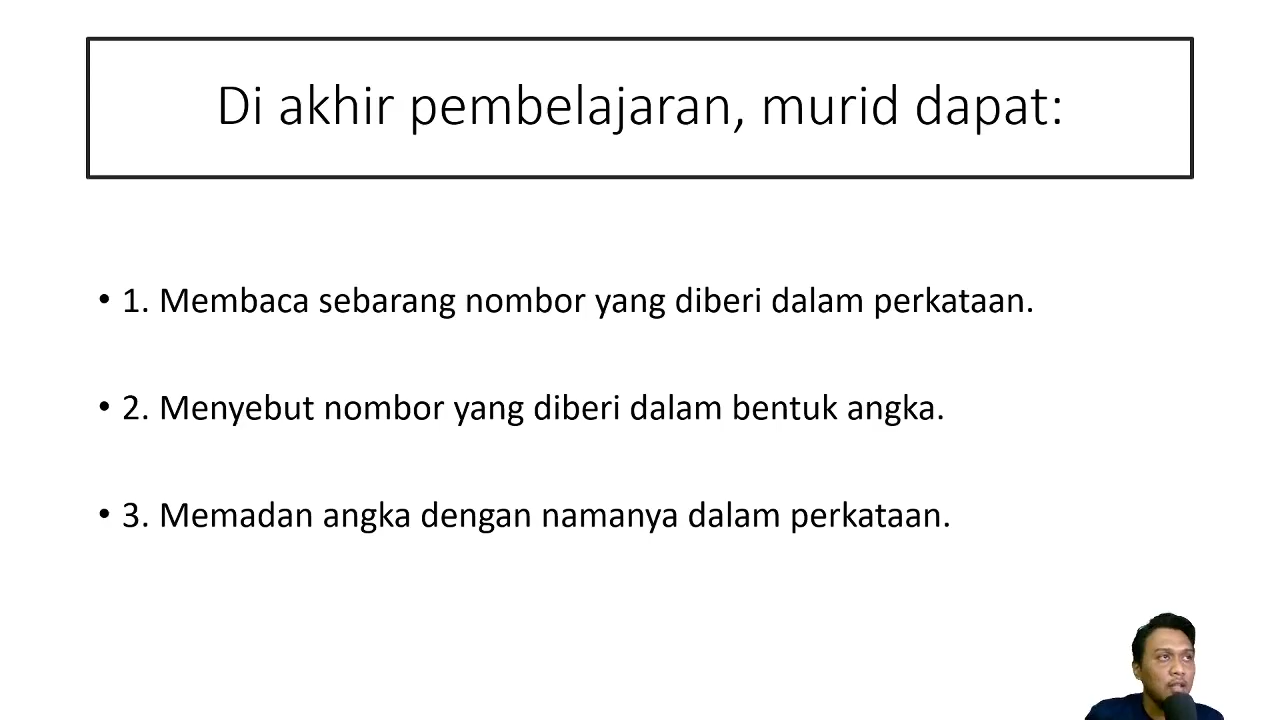 Di akhir pembelajaran, murid dapat:
• 1. Membaca sebarang nombor yang diberi dalam perkataan.
• 2. Menyebut nombor yang diberi dalam bentuk angka.
• 3. Memadan angka dengan namanya dalam perkataan.